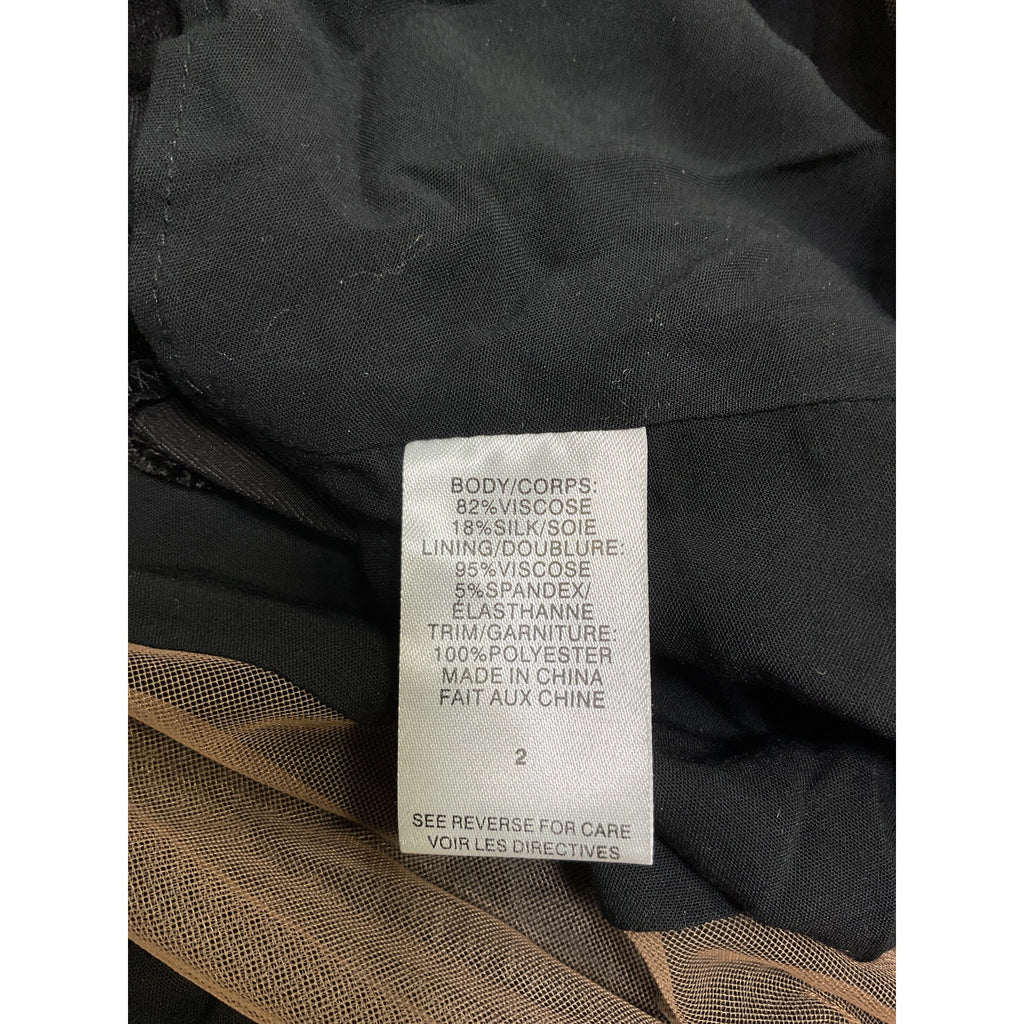 BODY/CORPS:
82%VISCOSE
18%SILK/SOIE
LINING/DOUBLURE:
95%VISCOSE
5%SPANDEX/
ÉLASTHANNE
TRIM/GARNITURE:
100%POLYESTER
MADE IN CHINA
FAIT AUX CHINE
2
SEE REVERSE FOR CARE
VOIR LES DIRECTIVES